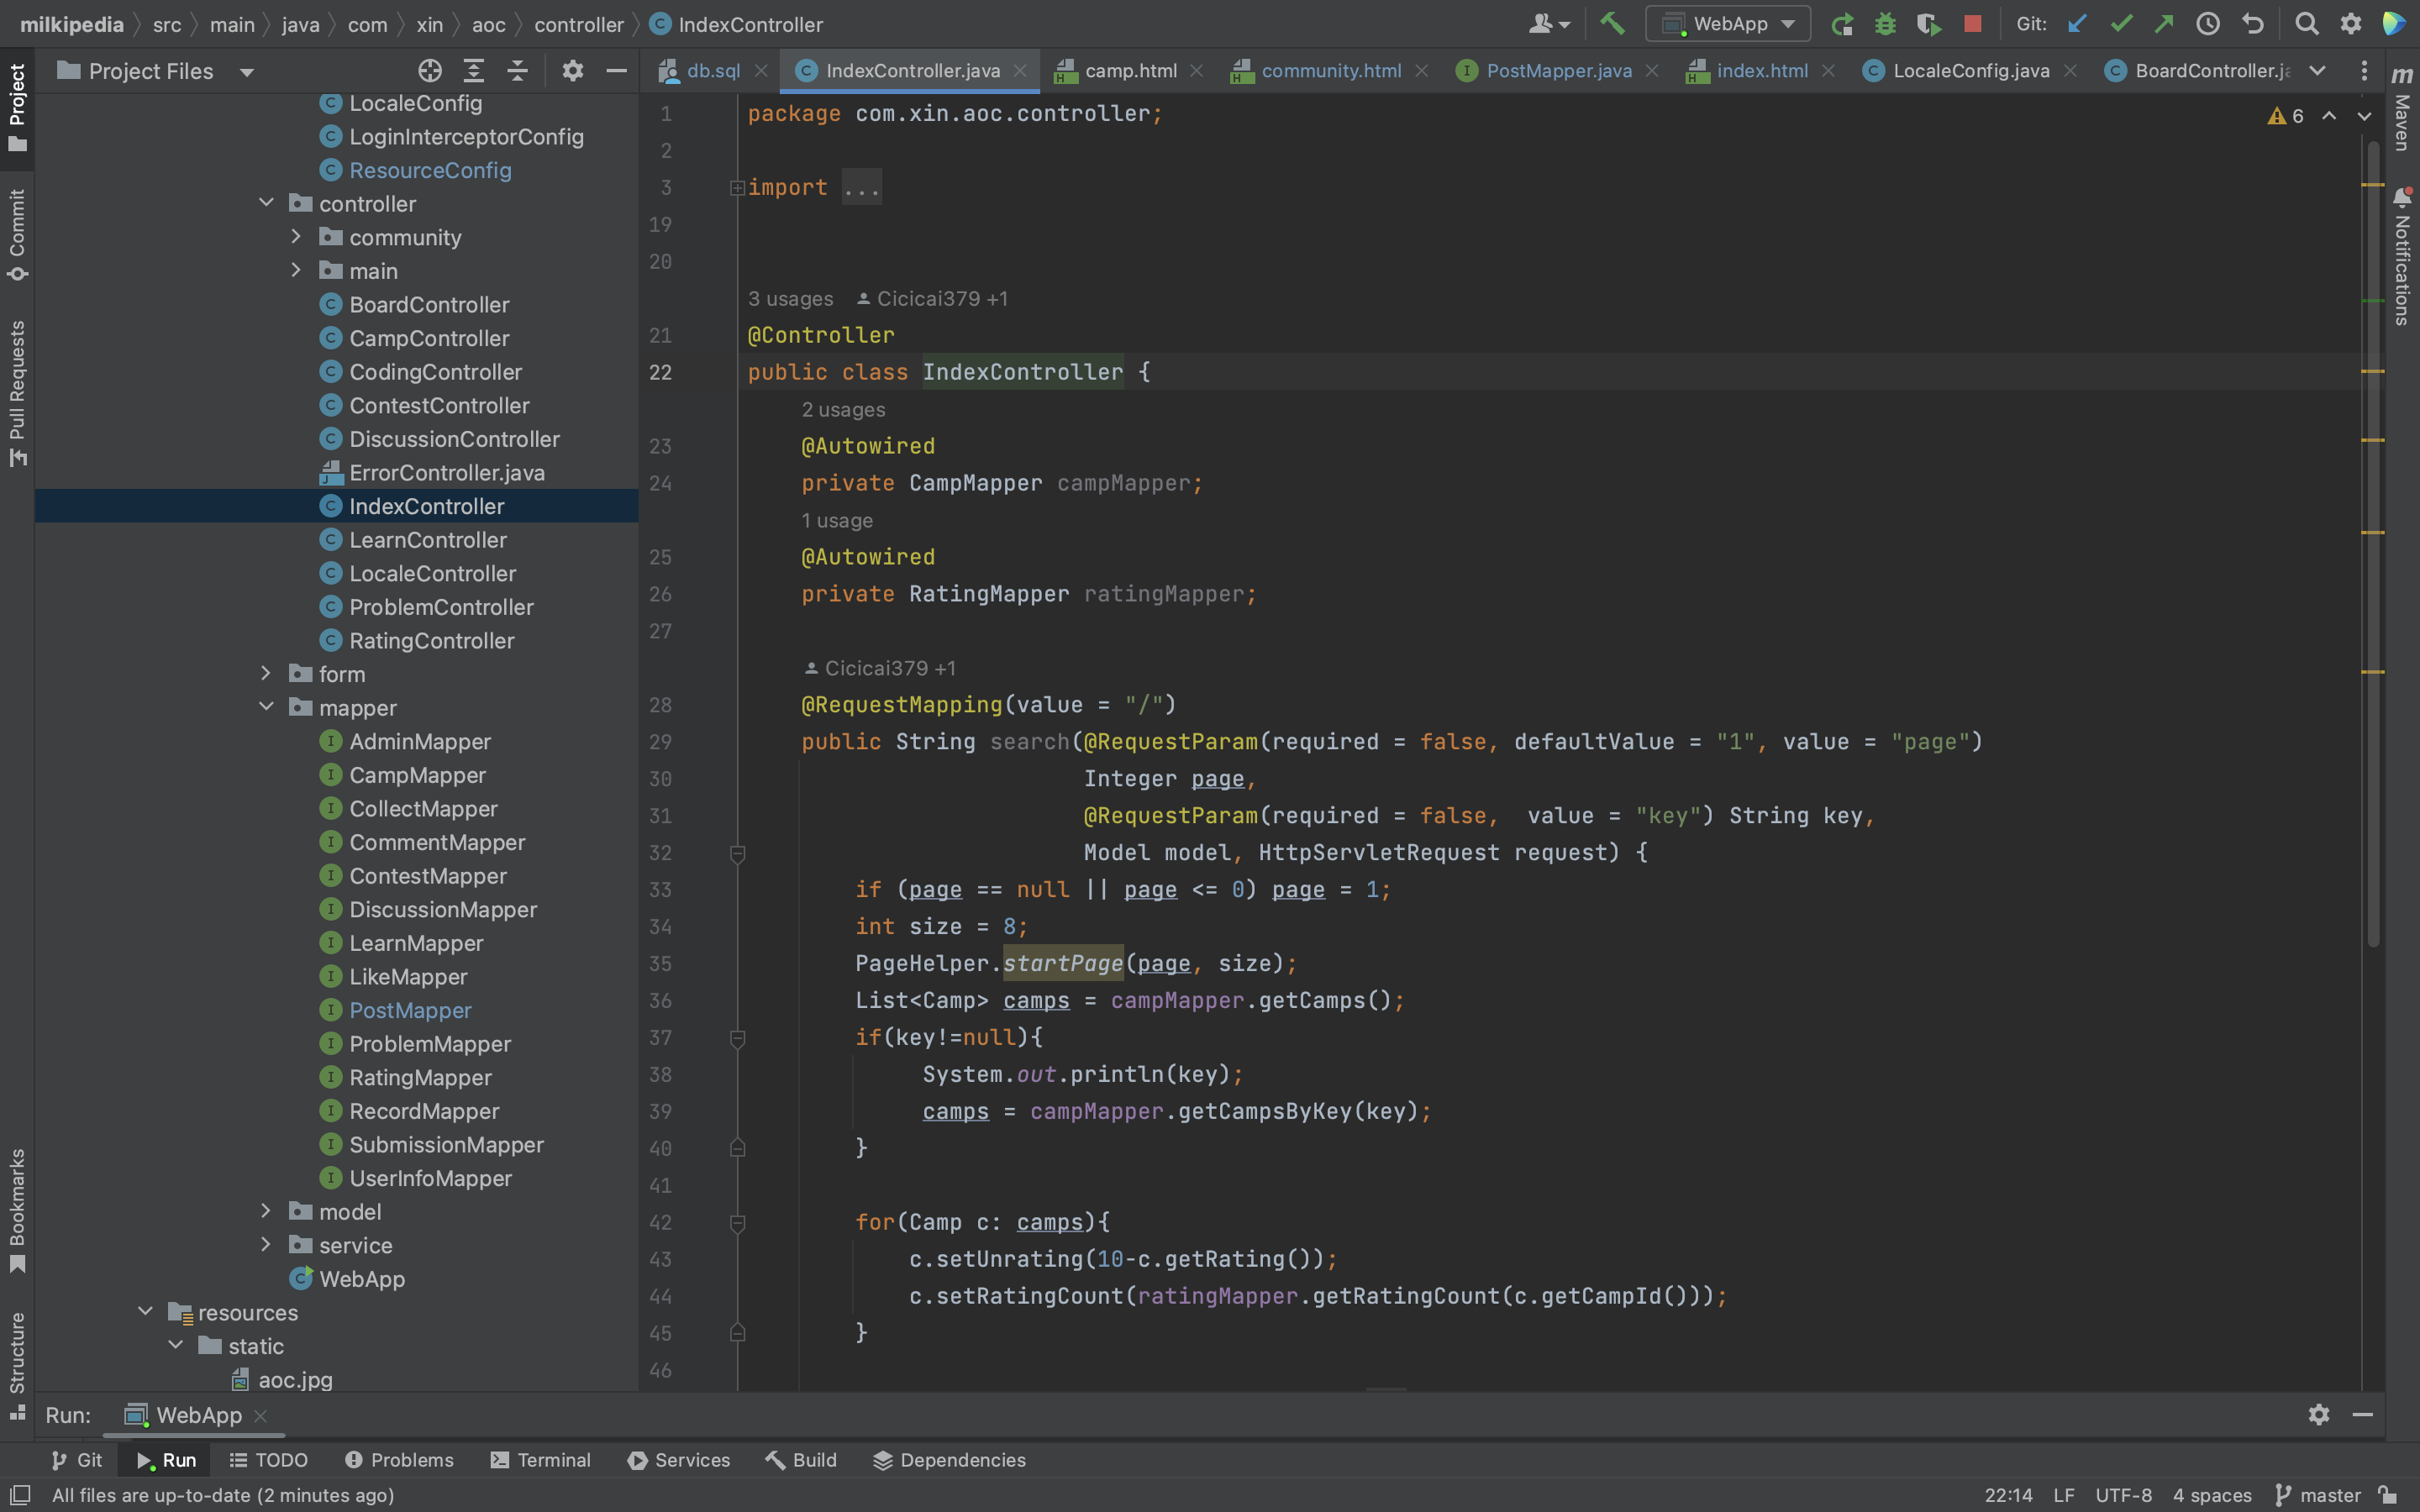 milkipedia src main java com xin aoc controller IndexController
WebApp
Git:
Project Files
db.sql IndexController.java camp.html community.html PostMapper.java index.html LocaleConfig.java BoardController.ja
Project
Commit
Pull Requests
Bookmarks
Structure
Maven
Notifications
LocaleConfig
LoginInterceptorConfig
ResourceConfig
controller
community
main
BoardController
CampController
CodingController
ContestController
DiscussionController
ErrorController.java
IndexController
LearnController
LocaleController
ProblemController
RatingController
form
mapper
AdminMapper
CampMapper
CollectMapper
CommentMapper
ContestMapper
DiscussionMapper
LearnMapper
LikeMapper
PostMapper
ProblemMapper
RatingMapper
RecordMapper
SubmissionMapper
UserInfoMapper
model
service
WebApp
resources
static
aoc.jpg
6
1 package com.xin.aoc.controller;
2
3 import ...
19
20
3 usages Cicicai379 +1
21 @Controller
22 public class IndexController {
2 usages
23 @Autowired
24 private CampMapper campMapper;
1 usage
25 @Autowired
26 private RatingMapper ratingMapper;
27
Cicicai379 +1
28 @RequestMapping(value = "/")
29 public String search(@RequestParam(required = false, defaultValue = "1", value = "page")
30 Integer page,
31 @RequestParam(required = false,  value = "key") String key,
32 Model model, HttpServletRequest request) {
33 if (page == null || page <= 0) page = 1;
34 int size = 8;
35 PageHelper.startPage(page, size);
36 List<Camp> camps = campMapper.getCamps();
37 if(key!=null){
38 System.out.println(key);
39 camps = campMapper.getCampsByKey(key);
40 }
41
42 for(Camp c: camps){
43 c.setUnrating(10-c.getRating());
44 c.setRatingCount(ratingMapper.getRatingCount(c.getCampId()));
45 }
46
Run: WebApp
Git Run TODO Problems Terminal Services Build Dependencies
All files are up-to-date (2 minutes ago)
22:14 LF UTF-8 4 spaces master